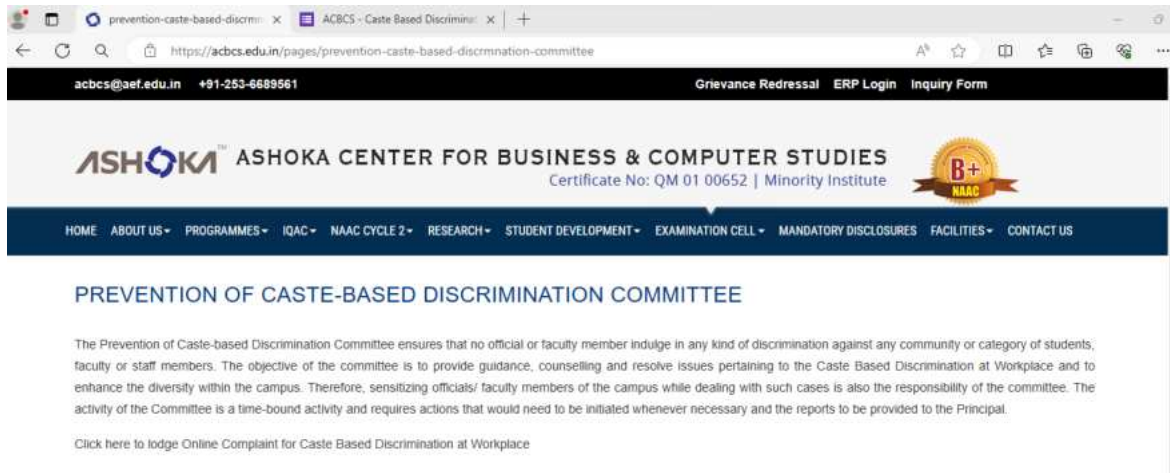 prevention-caste-based-discrmin
ACBCS - Caste Based Discriminat
https://acbcs.edu.in/pages/prevention-caste-based-discrmnation-committee
acbcs@aef.edu.in +91-253-6689561 Grievance Redressal ERP Login Inquiry Form
ASHOKA™ ASHOKA CENTER FOR BUSINESS & COMPUTER STUDIES
Certificate No: QM 01 00652 | Minority Institute
B+
NAAC
HOME ABOUT US PROGRAMMES IQAC NAAC CYCLE 2 RESEARCH STUDENT DEVELOPMENT EXAMINATION CELL MANDATORY DISCLOSURES FACILITIES CONTACT US
PREVENTION OF CASTE-BASED DISCRIMINATION COMMITTEE
The Prevention of Caste-based Discrimination Committee ensures that no official or faculty member indulge in any kind of discrimination against any community or category of students,
faculty or staff members. The objective of the committee is to provide guidance, counselling and resolve issues pertaining to the Caste Based Discrimination at Workplace and to
enhance the diversity within the campus. Therefore, sensitizing officials/ faculty members of the campus while dealing with such cases is also the responsibility of the committee. The
activity of the Committee is a time-bound activity and requires actions that would need to be initiated whenever necessary and the reports to be provided to the Principal.
Click here to lodge Online Complaint for Caste Based Discrimination at Workplace